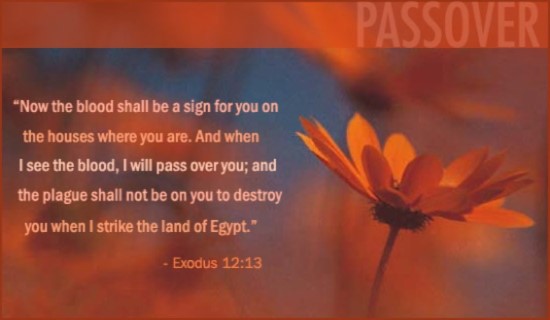 PASSOVER
“Now the blood shall be a sign for you on
the houses where you are. And when
I see the blood, I will pass over you; and
the plague shall not be on you to destroy
you when I strike the land of Egypt.”
- Exodus 12:13